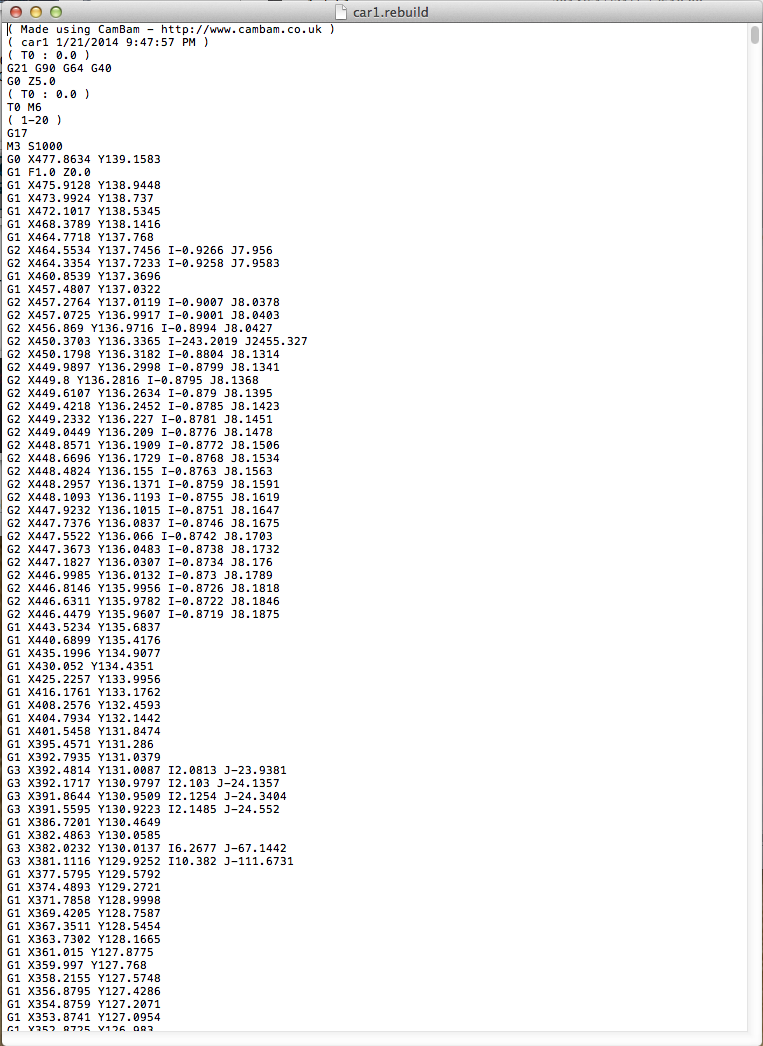 car1.rebuild
( Made using CamBam - http://www.cambam.co.uk )
( car1 1/21/2014 9:47:57 PM )
( T0 : 0.0 )
G21 G90 G64 G40
G0 Z5.0
( T0 : 0.0 )
T0 M6
( 1-20 )
G17
M3 S1000
G0 X477.8634 Y139.1583
G1 F1.0 Z0.0
G1 X475.9128 Y138.9448
G1 X473.9924 Y138.737
G1 X472.1017 Y138.5345
G1 X468.3789 Y138.1416
G1 X464.7718 Y137.768
G2 X464.5534 Y137.7456 I-0.9266 J7.956
G2 X464.3354 Y137.7233 I-0.9258 J7.9583
G1 X460.8539 Y137.3696
G1 X457.4807 Y137.0322
G2 X457.2764 Y137.0119 I-0.9007 J8.0378
G2 X457.0725 Y136.9917 I-0.9001 J8.0403
G2 X456.869 Y136.9716 I-0.8994 J8.0427
G2 X450.3703 Y136.3365 I-243.2019 J2455.327
G2 X450.1798 Y136.3182 I-0.8804 J8.1314
G2 X449.9897 Y136.2998 I-0.8799 J8.1341
G2 X449.8 Y136.2816 I-0.8795 J8.1368
G2 X449.6107 Y136.2634 I-0.879 J8.1395
G2 X449.4218 Y136.2452 I-0.8785 J8.1423
G2 X449.2332 Y136.227 I-0.8781 J8.1451
G2 X449.0449 Y136.209 I-0.8776 J8.1478
G2 X448.8571 Y136.1909 I-0.8772 J8.1506
G2 X448.6696 Y136.1729 I-0.8768 J8.1534
G2 X448.4824 Y136.155 I-0.8763 J8.1563
G2 X448.2957 Y136.1371 I-0.8759 J8.1591
G2 X448.1093 Y136.1193 I-0.8755 J8.1619
G2 X447.9232 Y136.1015 I-0.8751 J8.1647
G2 X447.7376 Y136.0837 I-0.8746 J8.1675
G2 X447.5522 Y136.066 I-0.8742 J8.1703
G2 X447.3673 Y136.0483 I-0.8738 J8.1732
G2 X447.1827 Y136.0307 I-0.8734 J8.176
G2 X446.9985 Y136.0132 I-0.873 J8.1789
G2 X446.8146 Y135.9956 I-0.8726 J8.1818
G2 X446.6311 Y135.9782 I-0.8722 J8.1846
G2 X446.4479 Y135.9607 I-0.8719 J8.1875
G1 X443.5234 Y135.6837
G1 X440.6899 Y135.4176
G1 X435.1996 Y134.9077
G1 X430.052 Y134.4351
G1 X425.2257 Y133.9956
G1 X416.1761 Y133.1762
G1 X408.2576 Y132.4593
G1 X404.7934 Y132.1442
G1 X401.5458 Y131.8474
G1 X395.4571 Y131.286
G1 X392.7935 Y131.0379
G3 X392.4814 Y131.0087 I2.0813 J-23.9381
G3 X392.1717 Y130.9797 I2.103 J-24.1357
G3 X391.8644 Y130.9509 I2.1254 J-24.3404
G3 X391.5595 Y130.9223 I2.1485 J-24.552
G1 X386.7201 Y130.4649
G1 X382.4863 Y130.0585
G3 X382.0232 Y130.0137 I6.2677 J-67.1442
G3 X381.1116 Y129.9252 I10.382 J-111.6731
G1 X377.5795 Y129.5792
G1 X374.4893 Y129.2721
G1 X371.7858 Y128.9998
G1 X369.4205 Y128.7587
G1 X367.3511 Y128.5454
G1 X363.7302 Y128.1665
G1 X361.015 Y127.8775
G1 X359.997 Y127.768
G1 X358.2155 Y127.5748
G1 X356.8795 Y127.4286
G1 X354.8759 Y127.2071
G1 X353.8741 Y127.0954
G1 X352.8725 Y126.983